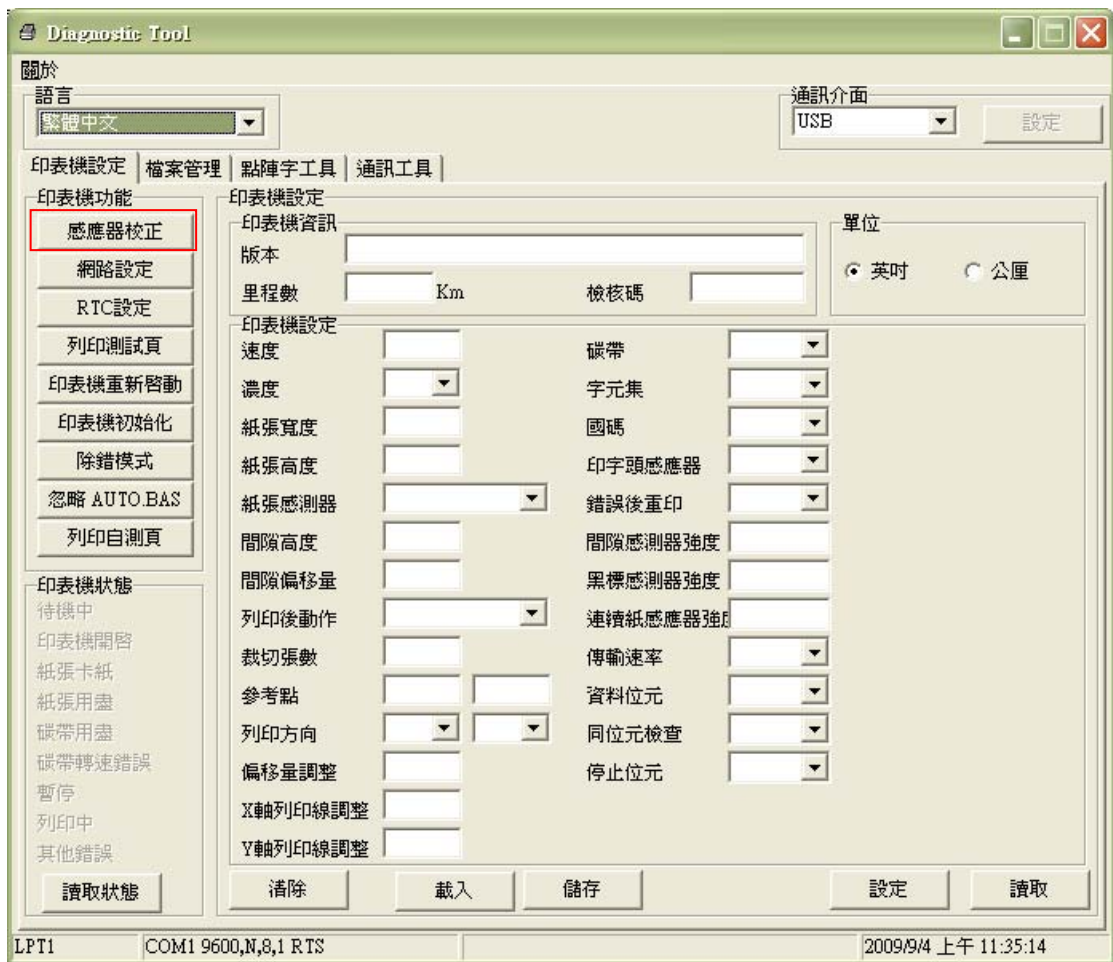 Diagnostic Tool
關於
語言
繁體中文
通訊介面
USB
設定
印表機設定 檔案管理 點陣字工具 通訊工具
印表機功能
感應器校正
網路設定
RTC設定
列印測試頁
印表機重新啓動
印表機初始化
除錯模式
忽略 AUTO.BAS
列印自測頁
印表機狀態
待機中
印表機開啓
紙張卡紙
紙張用盡
碳帶用盡
碳帶轉速錯誤
暫停
列印中
其他錯誤
讀取狀態
印表機設定
印表機資訊
版本
里程數 Km 檢核碼
單位
英吋 公厘
印表機設定
速度 碳帶
濃度 字元集
紙張寬度 國碼
紙張高度 印字頭感應器
紙張感測器 錯誤後重印
間隙高度 間隙感測器強度
間隙偏移量 黑標感測器強度
列印後動作 連續紙感應器強度
裁切張數 傳輸速率
參考點 資料位元
列印方向 同位元檢查
偏移量調整 停止位元
X軸列印線調整
Y軸列印線調整
清除 載入 儲存 設定 讀取
LPT1 COM1 9600,N,8,1 RTS 2009/9/4 上午 11:35:14